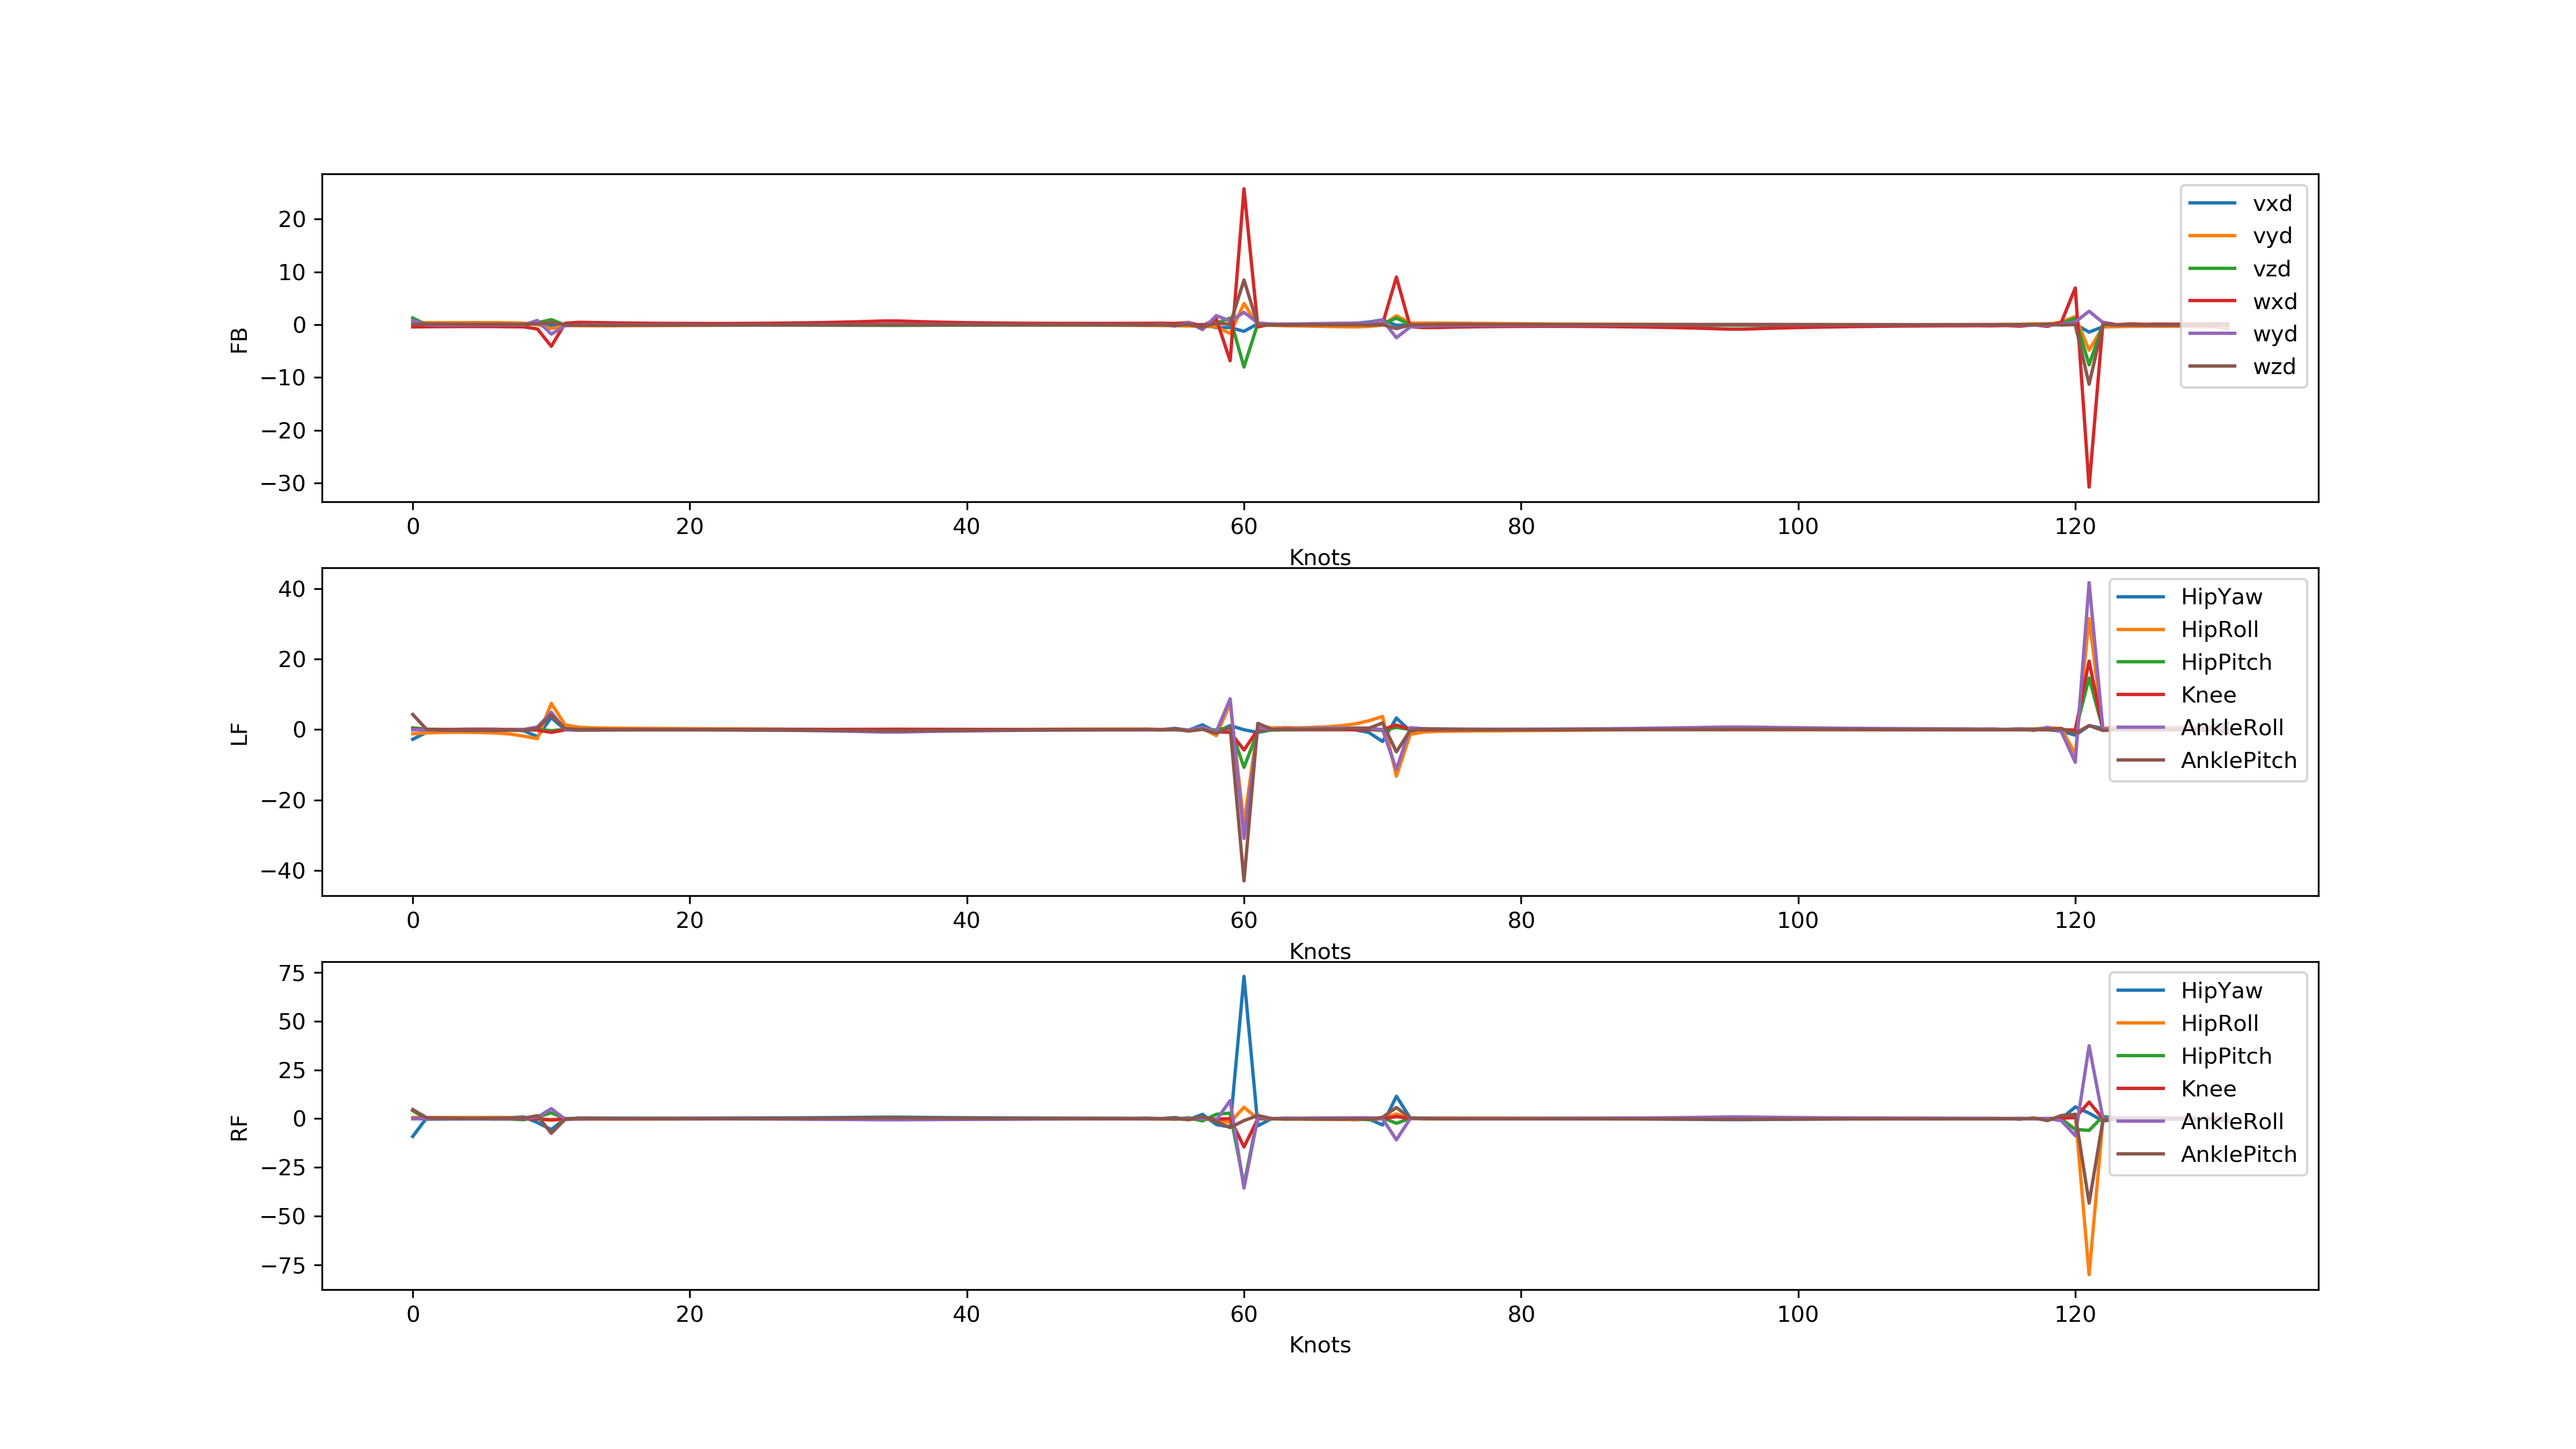 20
10
0
−10
−20
−30
FB
vxd
vyd
vzd
wxd
wyd
wzd
0 20 40 60 80 100 120
Knots
40
20
0
−20
−40
LF
HipYaw
HipRoll
HipPitch
Knee
AnkleRoll
AnklePitch
0 20 40 60 80 100 120
Knots
75
50
25
0
−25
−50
−75
RF
HipYaw
HipRoll
HipPitch
Knee
AnkleRoll
AnklePitch
0 20 40 60 80 100 120
Knots